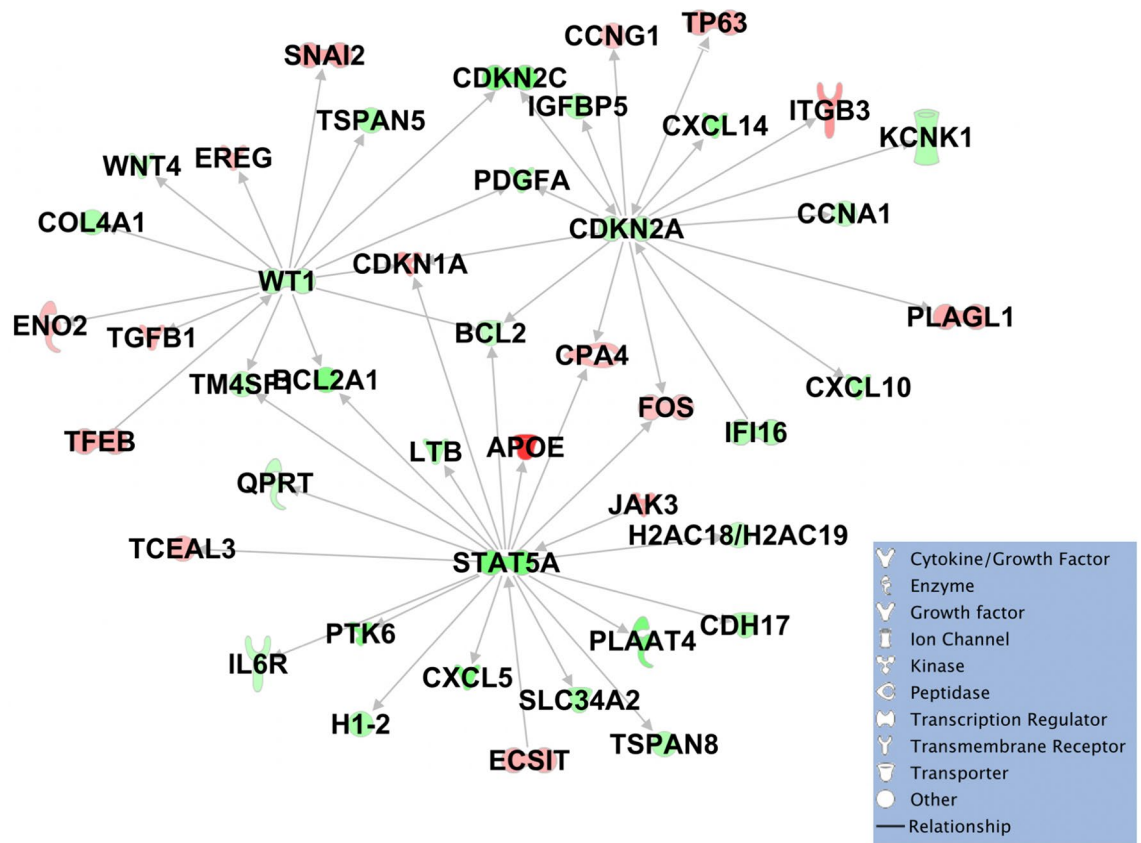 TP63
CCNG1
SNAI2
CDKN2C
IGFBP5
ITGB3
TSPAN5
CXCL14
KCNK1
WNT4
EREG
PDGFA
COL4A1
CCNA1
CDKN2A
CDKN1A
WT1
ENO2
TGFB1
BCL2
PLAGL1
CPA4
TM4SF1
BCL2A1
CXCL10
FOS
TFEB
IFI16
LTB
APOE
QPRT
JAK3
H2AC18/H2AC19
TCEAL3
STAT5A
PTK6
PLAAT4
CDH17
IL6R
CXCL5
SLC34A2
H1-2
TSPAN8
ECSIT
Cytokine/Growth Factor
Enzyme
Growth factor
Ion Channel
Kinase
Peptidase
Transcription Regulator
Transmembrane Receptor
Transporter
Other
Relationship